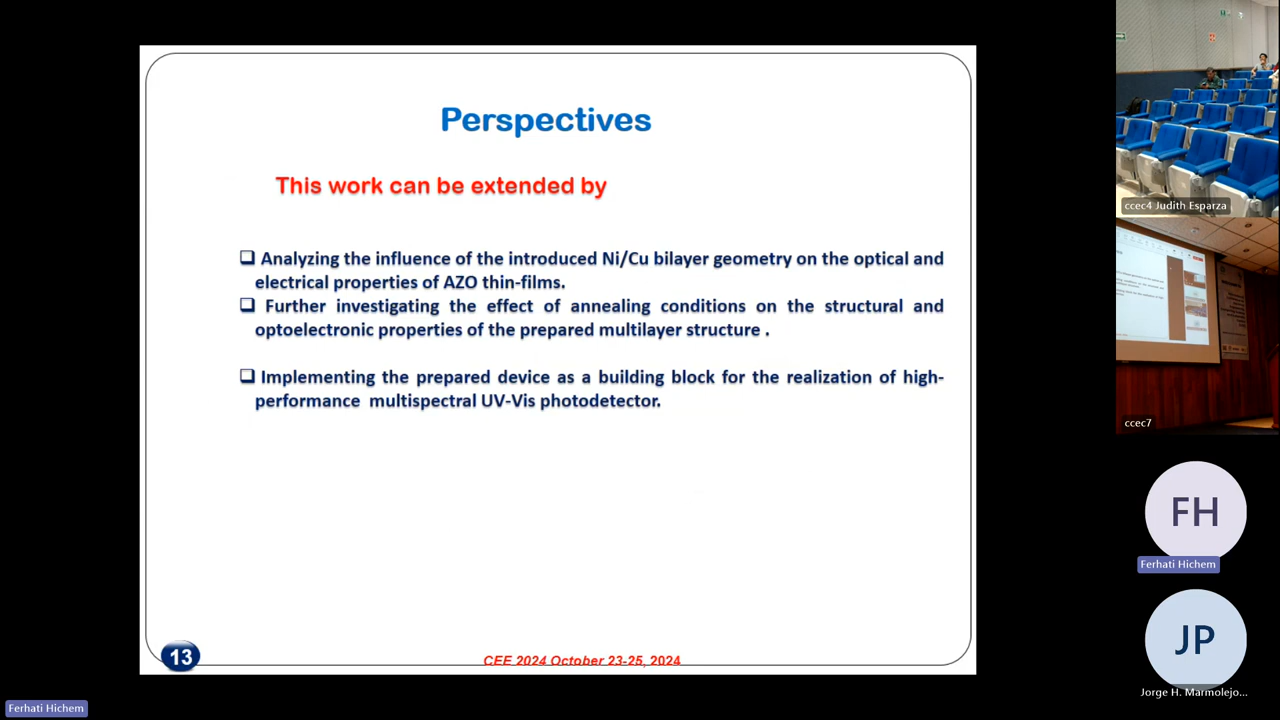 Perspectives
This work can be extended by
❑ Analyzing the influence of the introduced Ni/Cu bilayer geometry on the optical and
electrical properties of AZO thin-films.
❑ Further investigating the effect of annealing conditions on the structural and
optoelectronic properties of the prepared multilayer structure .
❑ Implementing the prepared device as a building block for the realization of high-
performance multispectral UV-Vis photodetector.
13
CEE 2024 October 23-25, 2024
Ferhati Hichem
ccec4 Judith Esparza
ccec7
FH
Ferhati Hichem
JP
Jorge H. Marmolejo...